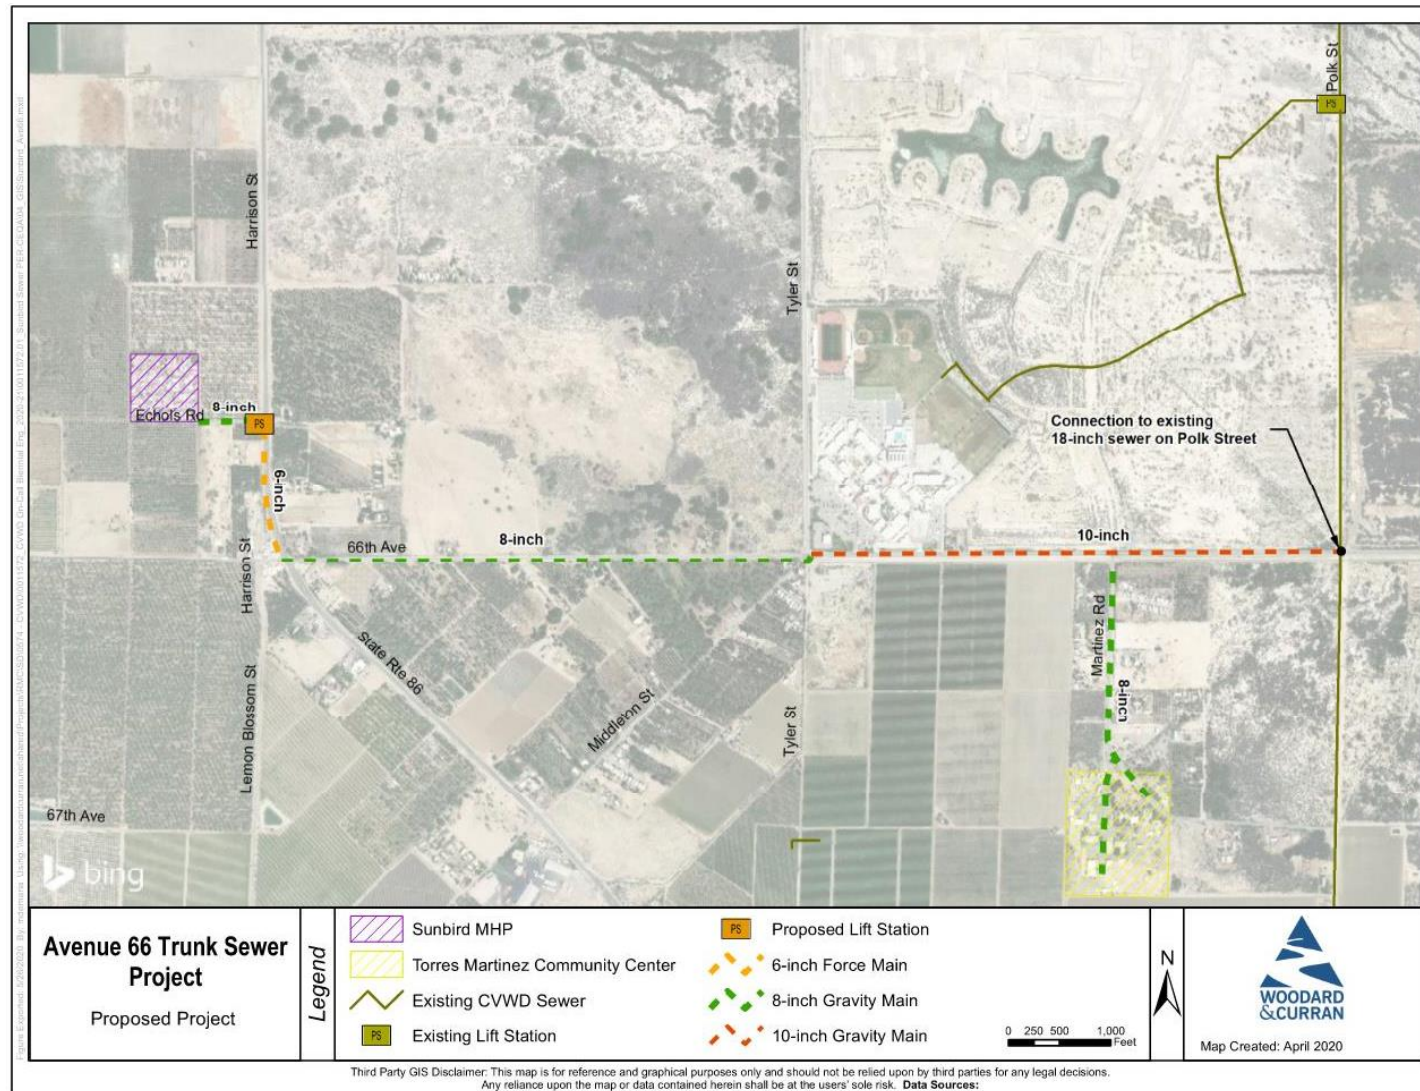 Polk St
PS
Harrison St
Tyler St
Echols Rd
8-inch
PS
6-inch
Connection to existing
18-inch sewer on Polk Street
66th Ave
8-inch
10-inch
Harrison St
Martinez Rd
8-inch
State Rte 86
Lemon Blossom St
Middleton St
Tyler St
67th Ave
bing
Avenue 66 Trunk Sewer
Project
Proposed Project
Legend
Sunbird MHP
Torres Martinez Community Center
Existing CVWD Sewer
PS
Existing Lift Station
PS
Proposed Lift Station
6-inch Force Main
8-inch Gravity Main
10-inch Gravity Main
0 250 500 1,000
Feet
N
WOODARD
&CURRAN
Map Created: April 2020
Third Party GIS Disclaimer: This map is for reference and graphical purposes only and should not be relied upon by third parties for any legal decisions.
Any reliance upon the map or data contained herein shall be at the users' sole risk. Data Sources: